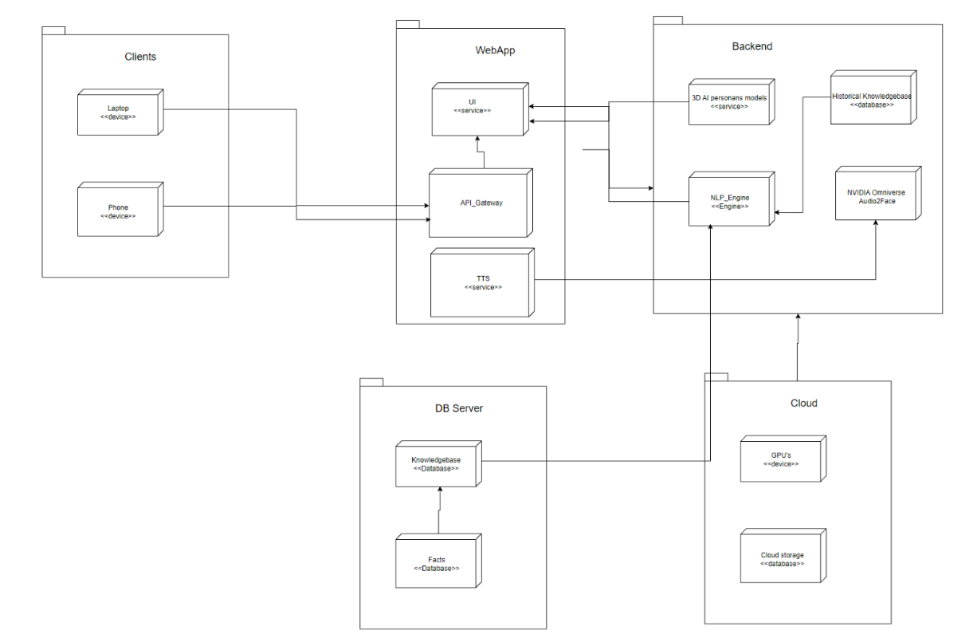 Clients
Laptop
<<device>>
Phone
<<device>>
WebApp
UI
<<service>>
API_Gateway
TTS
<<service>>
Backend
3D AI personans models
<<service>>
Historical Knowledgebase
<<database>>
NLP_Engine
<<Engine>>
NVIDIA Omniverse
Audio2Face
DB Server
Knowledgebase
<<Database>>
Facts
<<Database>>
Cloud
GPU's
<<device>>
Cloud storage
<<database>>